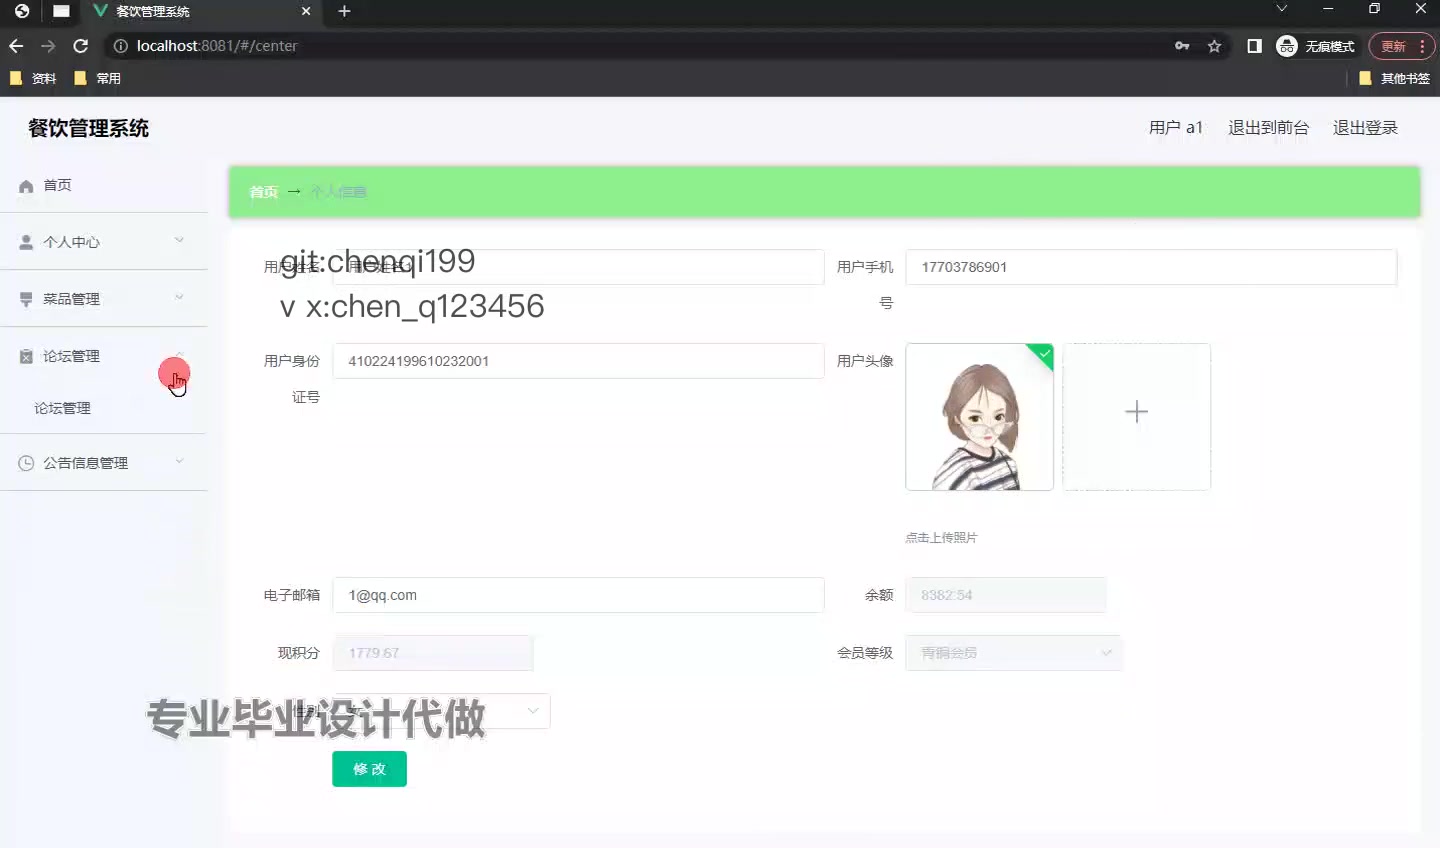 餐饮管理系统
localhost:8081/#/center
无痕模式
更新
资料
常用
其他书签
餐饮管理系统
用户 a1
退出到前台
退出登录
首页
个人中心
菜品管理
论坛管理
论坛管理
公告信息管理
首页 → 个人信息
用户姓名
git:chenqi199
v x:chen_q123456
用户手机号
17703786901
用户身份证号
410224199610232001
用户头像
点击上传照片
电子邮箱
1@qq.com
余额
8382.54
现积分
1779.67
会员等级
青铜会员
性别
女
专业毕业设计代做
修 改